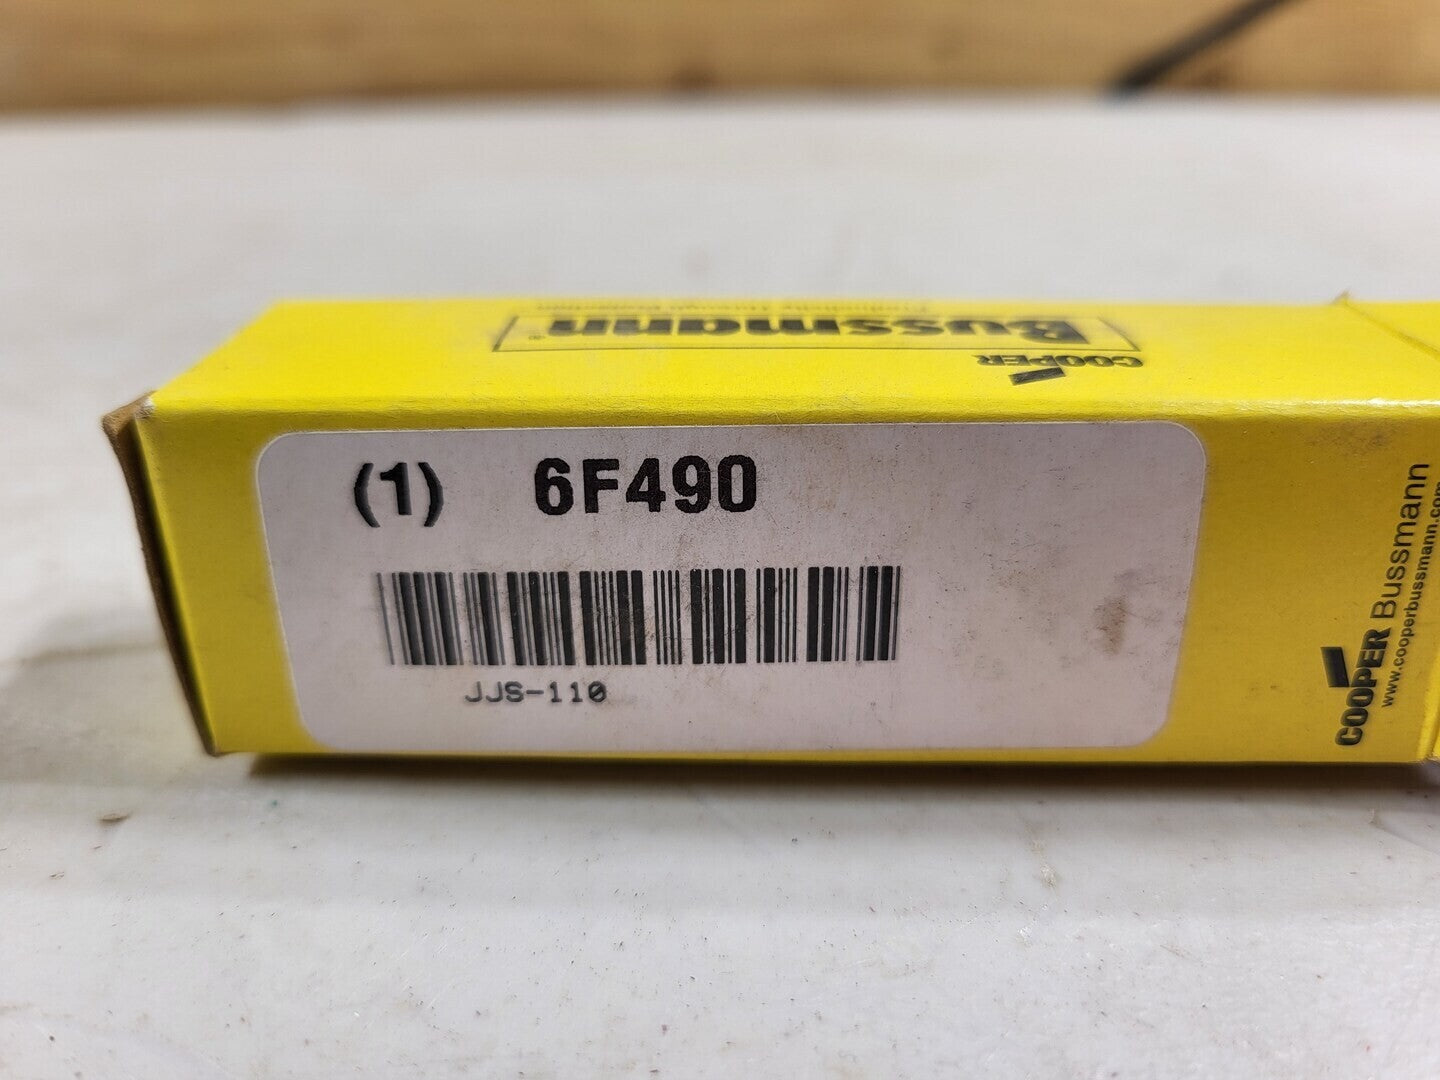 COOPER
Bussmann®
(1) 6F490
JJS-110
COOPER Bussmann
www.cooperbussmann.com